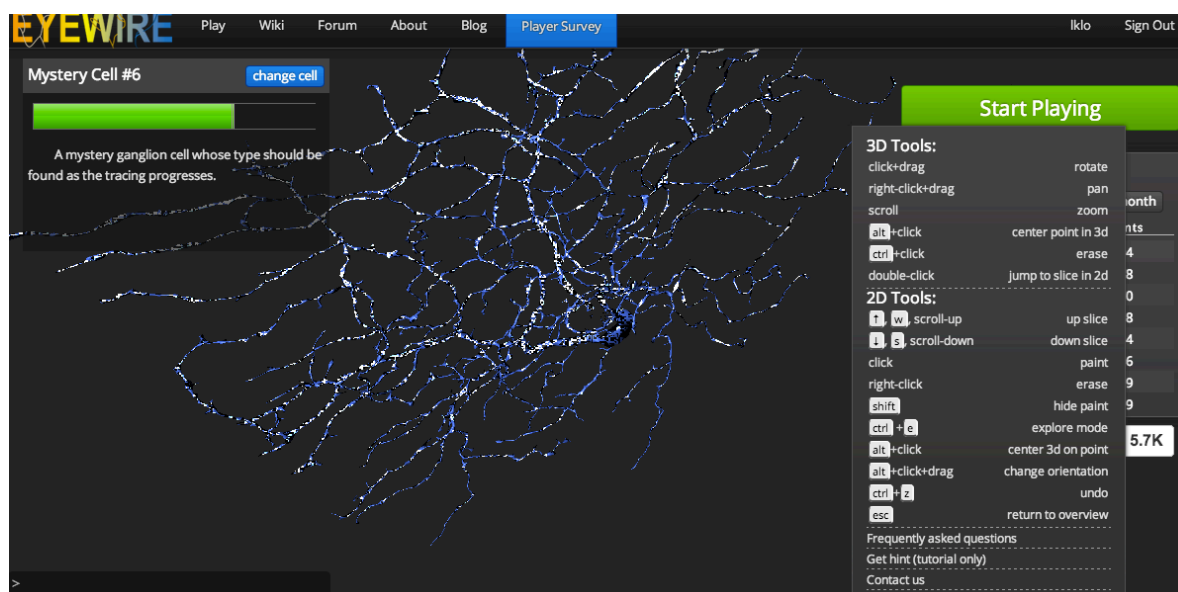 EYEWIRE Play Wiki Forum About Blog Player Survey lklo Sign Out
Mystery Cell #6 change cell
A mystery ganglion cell whose type should be
found as the tracing progresses.
Start Playing
3D Tools:
click+drag rotate
right-click+drag pan
scroll zoom
alt+click center point in 3d
ctrl+click erase
double-click jump to slice in 2d
2D Tools:
↑, w, scroll-up up slice
↓, s, scroll-down down slice
click paint
right-click erase
shift hide paint
ctrl + e explore mode
alt+click center 3d on point
alt+click+drag change orientation
ctrl + z undo
esc return to overview
Frequently asked questions
Get hint (tutorial only)
Contact us
onth
nts
4
8
0
8
4
6
9
9
5.7K
>